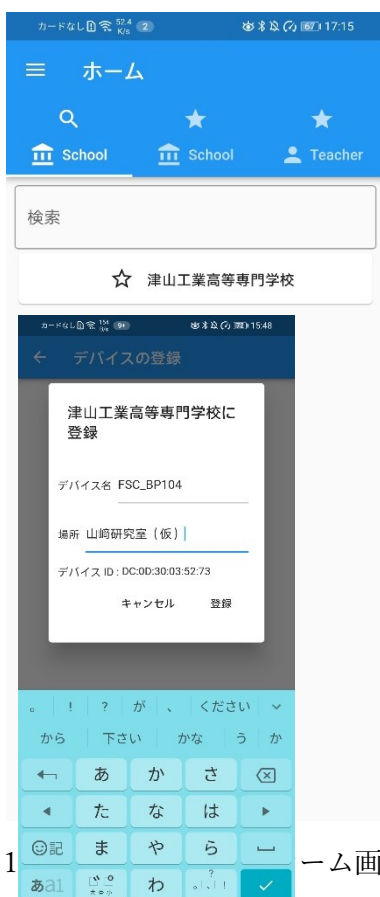 カードなし 52.4 K/s 2 67 17:15
ホーム
School School Teacher
検索
津山工業高等専門学校
カードなし 154 K/s 9+ 15:48
デバイスの登録
津山工業高等専門学校に
登録
デバイス名 FSC_BP104
場所 山﨑研究室（仮）
デバイス ID : DC:0D:30:03:52:73
キャンセル 登録
。 ! ? が 、 ください
から 下さい かな う か
あ か さ
た な は
記 ま や ら
あa1 わ 。、?!
1 ーム画